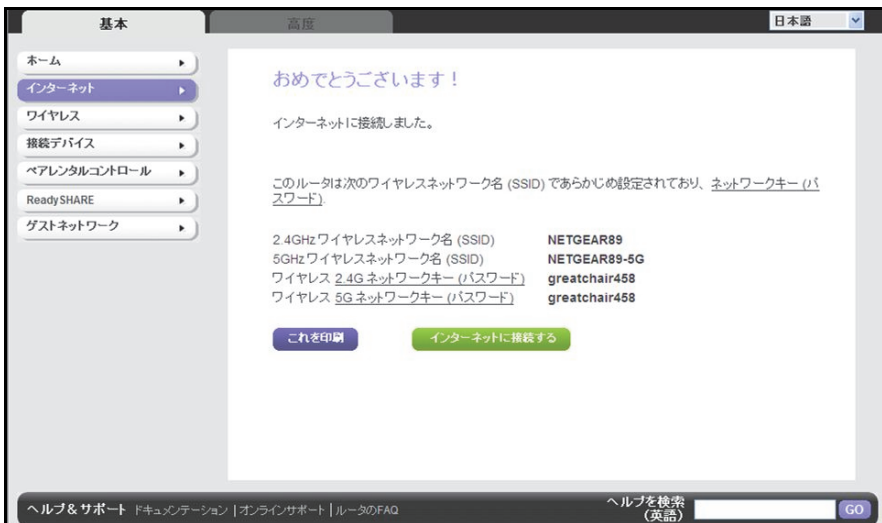 基本
高度
日本語
ホーム
インターネット
ワイヤレス
接続デバイス
ペアレンタルコントロール
ReadySHARE
ゲストネットワーク
おめでとうございます！
インターネットに接続しました。
このルータは次のワイヤレスネットワーク名 (SSID) であらかじめ設定されており、ネットワークキー (パ
スワード).
2.4GHzワイヤレスネットワーク名 (SSID) NETGEAR89
5GHzワイヤレスネットワーク名 (SSID) NETGEAR89-5G
ワイヤレス 2.4G ネットワークキー (パスワード) greatchair458
ワイヤレス 5G ネットワークキー (パスワード) greatchair458
これを印刷
インターネットに接続する
ヘルプ&サポート ドキュメンテーション | オンラインサポート | ルータのFAQ
ヘルプを検索
(英語)
GO